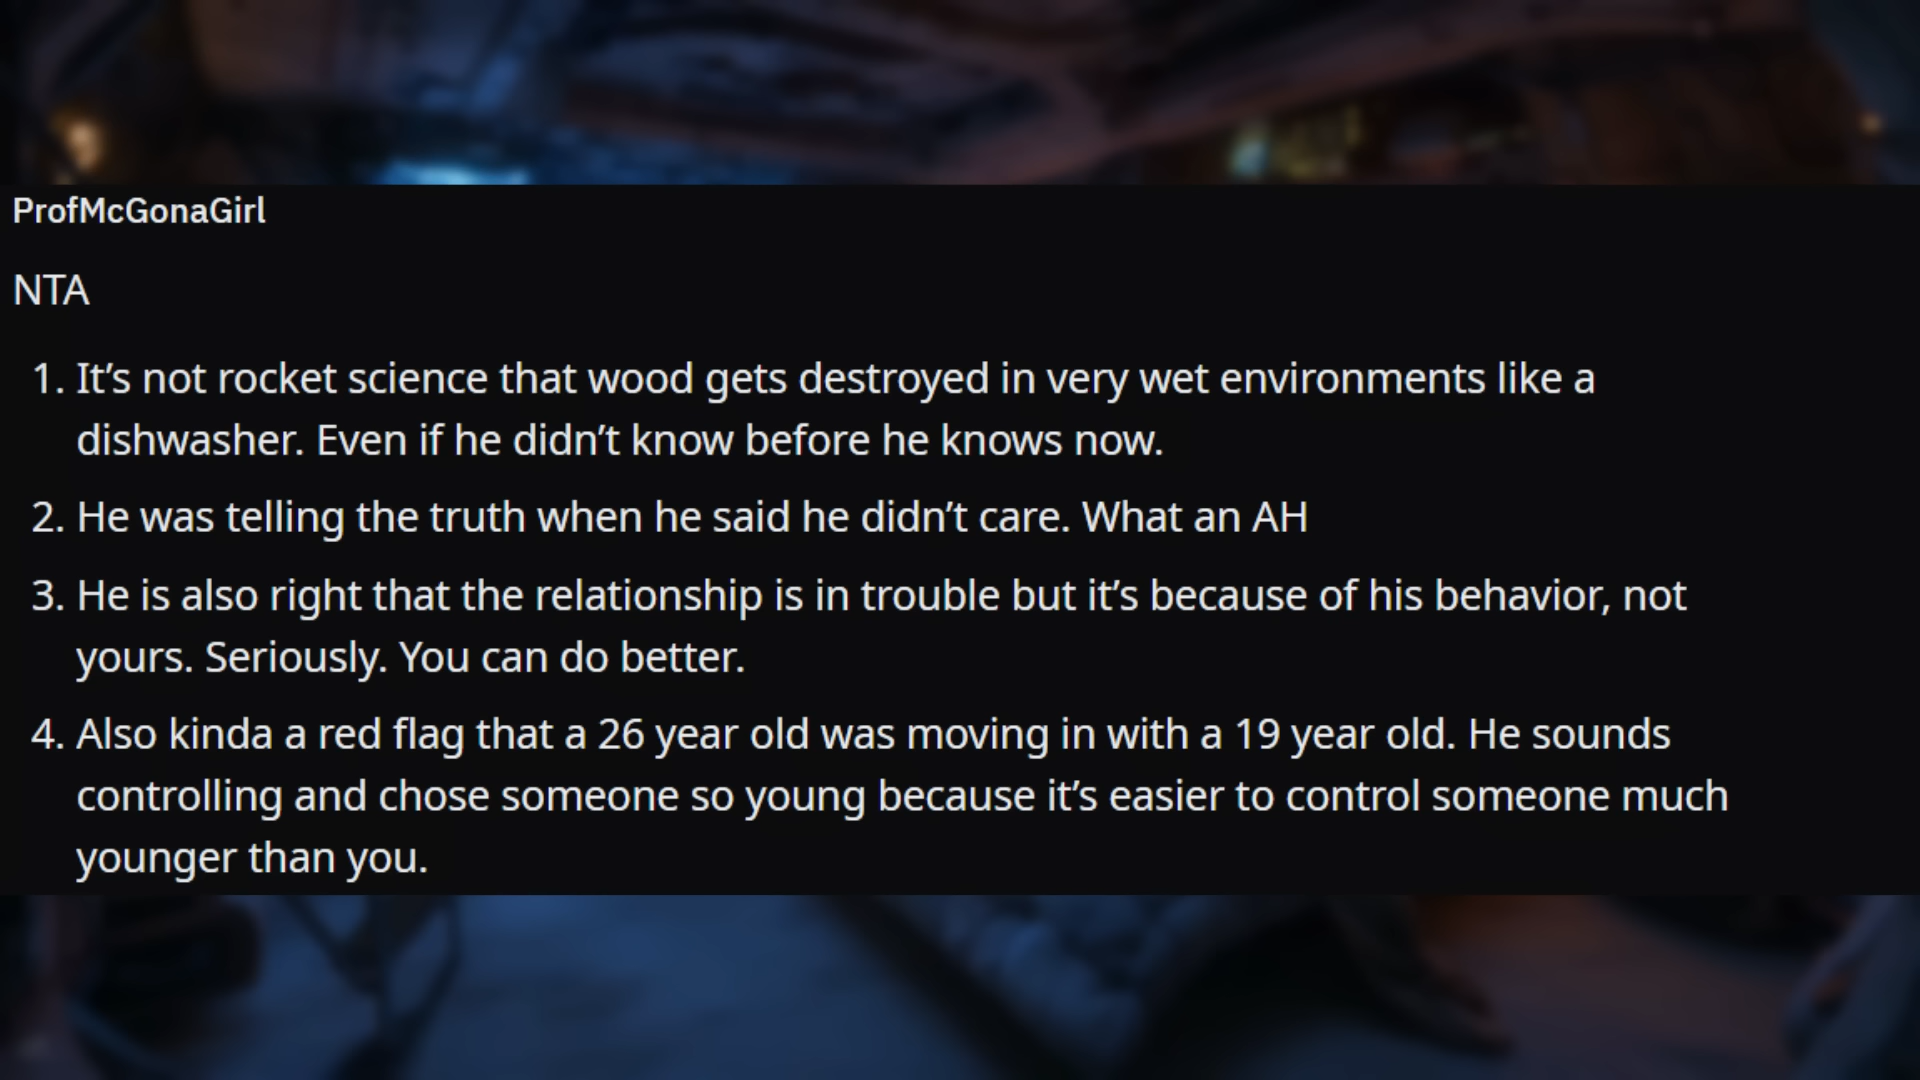 ProfMcGonaGirl
NTA
1. It’s not rocket science that wood gets destroyed in very wet environments like a
dishwasher. Even if he didn’t know before he knows now.
2. He was telling the truth when he said he didn’t care. What an AH
3. He is also right that the relationship is in trouble but it’s because of his behavior, not
yours. Seriously. You can do better.
4. Also kinda a red flag that a 26 year old was moving in with a 19 year old. He sounds
controlling and chose someone so young because it’s easier to control someone much
younger than you.